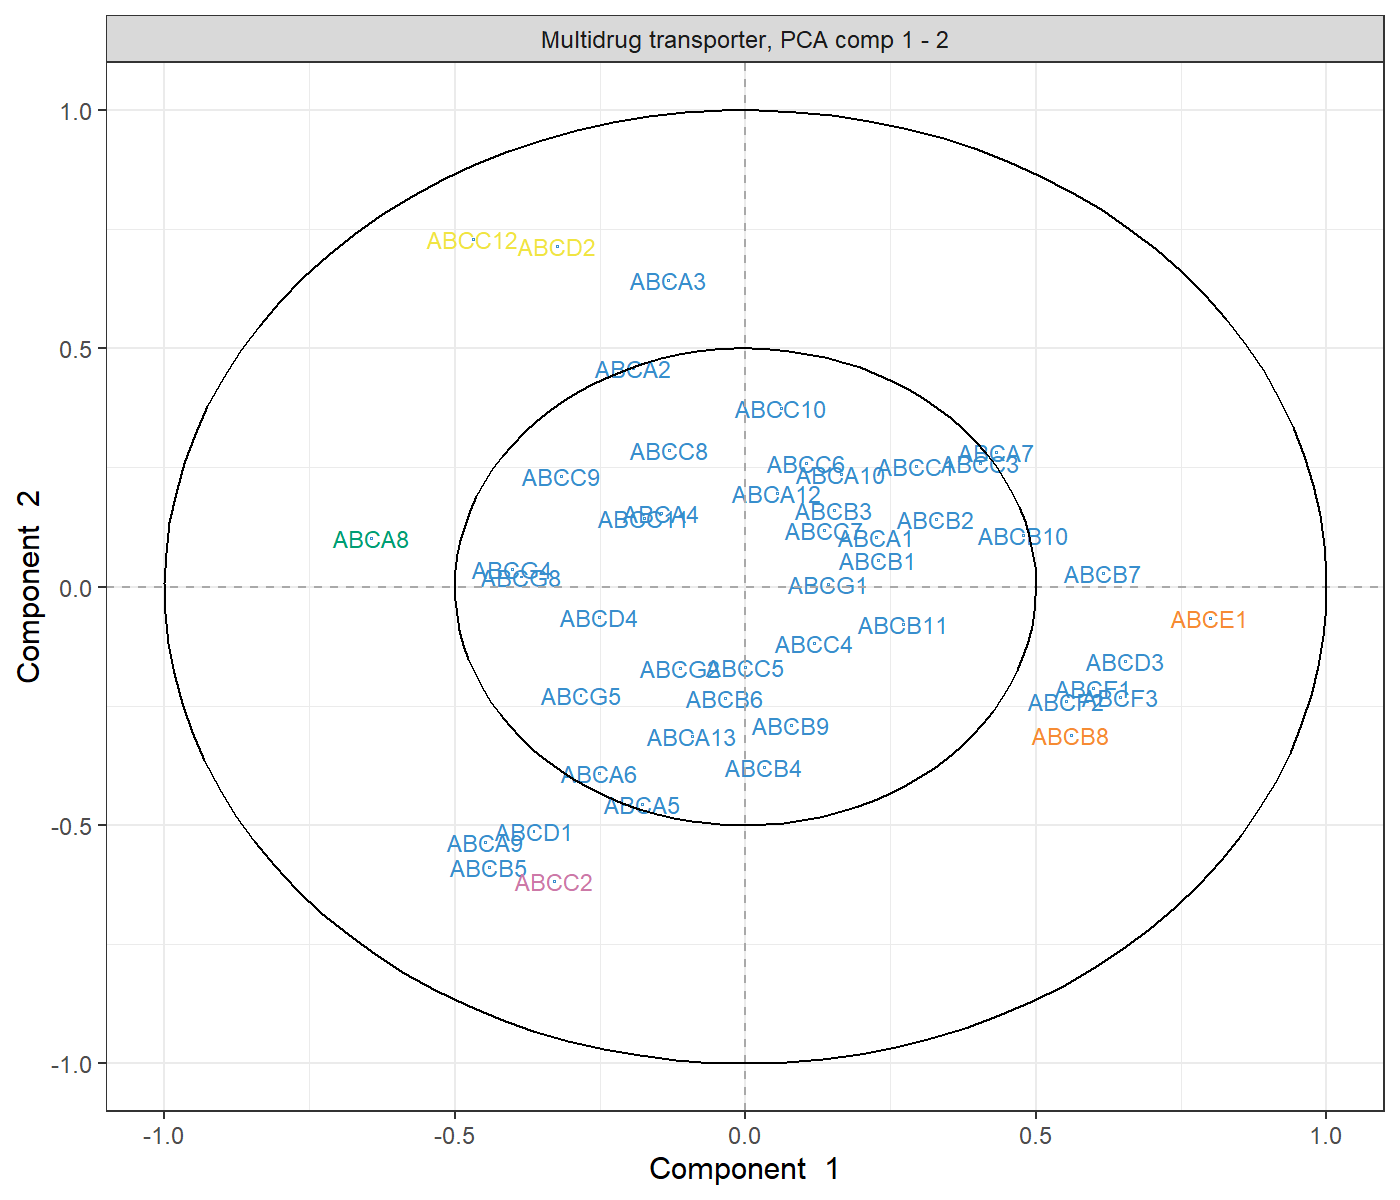 Multidrug transporter, PCA comp 1 - 2
1.0
ABCC12
ABCD2
ABCA3
0.5
ABCA2
ABCC10
ABCC8
ABCA7
ABCC6
ABCC1
ABCC3
ABCA10
ABCC9
ABCA12
ABCB3
ABCA4
ABCC11
ABCB2
ABCC7
ABCA1
ABCB10
ABCA8
ABCB1
ABCG4
ABCG8
ABCB7
ABCG1
0.0
ABCD4
ABCE1
ABCB11
ABCC4
ABCD3
ABCG2
ABCC5
ABCF1
ABCG5
ABCB6
ABCF3
ABCF2
ABCB9
ABCA13
ABCB8
ABCB4
ABCA6
ABCA5
-0.5
ABCD1
ABCA9
ABCB5
ABCC2
-1.0
-1.0
-0.5
0.0
0.5
1.0
Component 1
Component 2